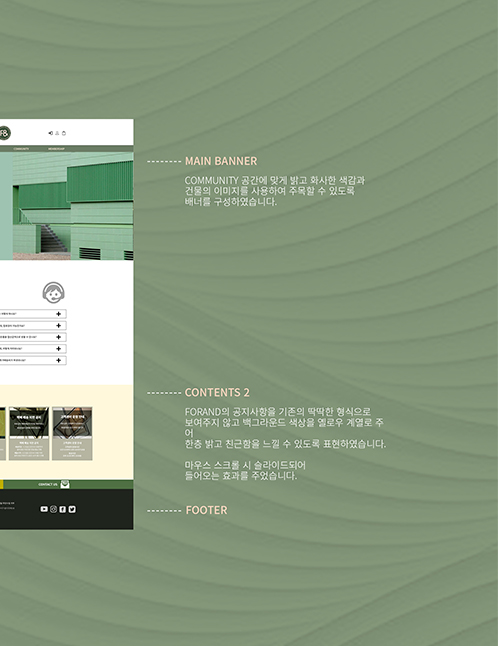 COMMUNITY
MEMBERSHIP
MAIN BANNER
COMMUNITY 공간에 맞게 밝고 화사한 색감과
건물의 이미지를 사용하여 주목할 수 있도록
배너를 구성하였습니다.
CONTENTS 2
FORAND의 공지사항을 기존의 딱딱한 형식으로
보여주지 않고 백그라운드 색상을 옐로우 계열로 주
어
한층 밝고 친근함을 느낄 수 있도록 표현하였습니다.
마우스 스크롤 시 슬라이드되어
들어오는 효과를 주었습니다.
CONTACT US
FOOTER